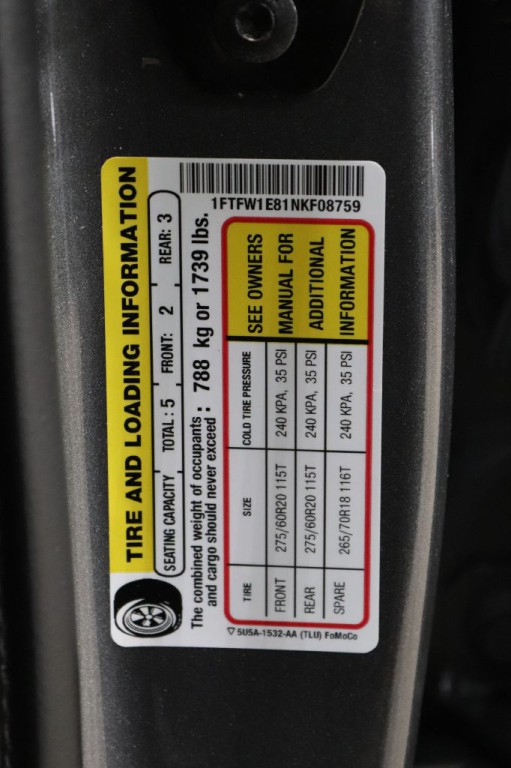 1FTFW1E81NKF08759
TIRE AND LOADING INFORMATION
SEATING CAPACITY TOTAL : 5 FRONT: 2 REAR: 3
The combined weight of occupants
and cargo should never exceed : 788 kg or 1739 lbs.
TIRE SIZE COLD TIRE PRESSURE SEE OWNERS
FRONT 275/60R20 115T 240 KPA, 35 PSI MANUAL FOR
REAR 275/60R20 115T 240 KPA, 35 PSI ADDITIONAL
SPARE 265/70R18 116T 240 KPA, 35 PSI INFORMATION
5U5A-1532-AA (TLU) FoMoCo